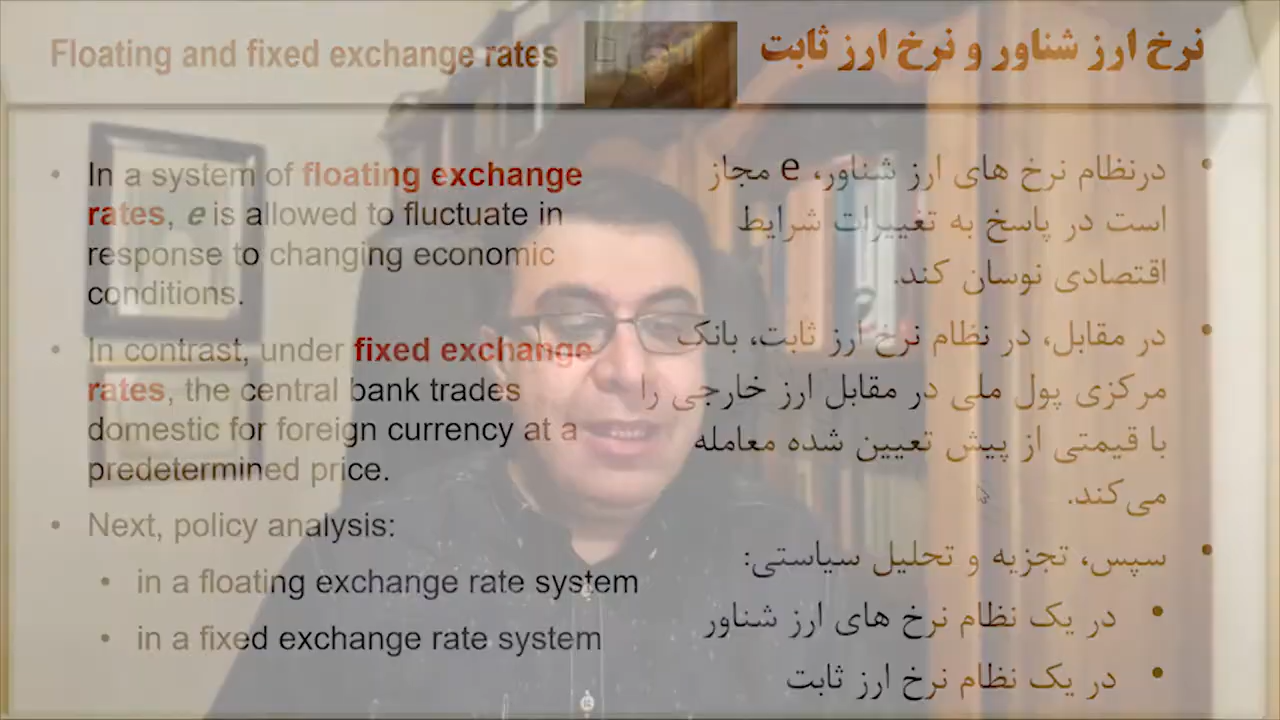 Floating and fixed exchange rates
نرخ ارز شناور و نرخ ارز ثابت
• In a system of floating exchange
rates, e is allowed to fluctuate in
response to changing economic
conditions.
• In contrast, under fixed exchange
rates, the central bank trades
domestic for foreign currency at a
predetermined price.
• Next, policy analysis:
• in a floating exchange rate system
• in a fixed exchange rate system
• درنظام نرخ های ارز شناور، e مجاز
است در پاسخ به تغییرات شرایط
اقتصادی نوسان کند.
• در مقابل، در نظام نرخ ارز ثابت، بانک
مرکزی پول ملی در مقابل ارز خارجی را
با قیمتی از پیش تعیین شده معامله
می‌کند.
• سپس، تجزیه و تحلیل سیاستی:
• در یک نظام نرخ های ارز شناور
• در یک نظام نرخ ارز ثابت